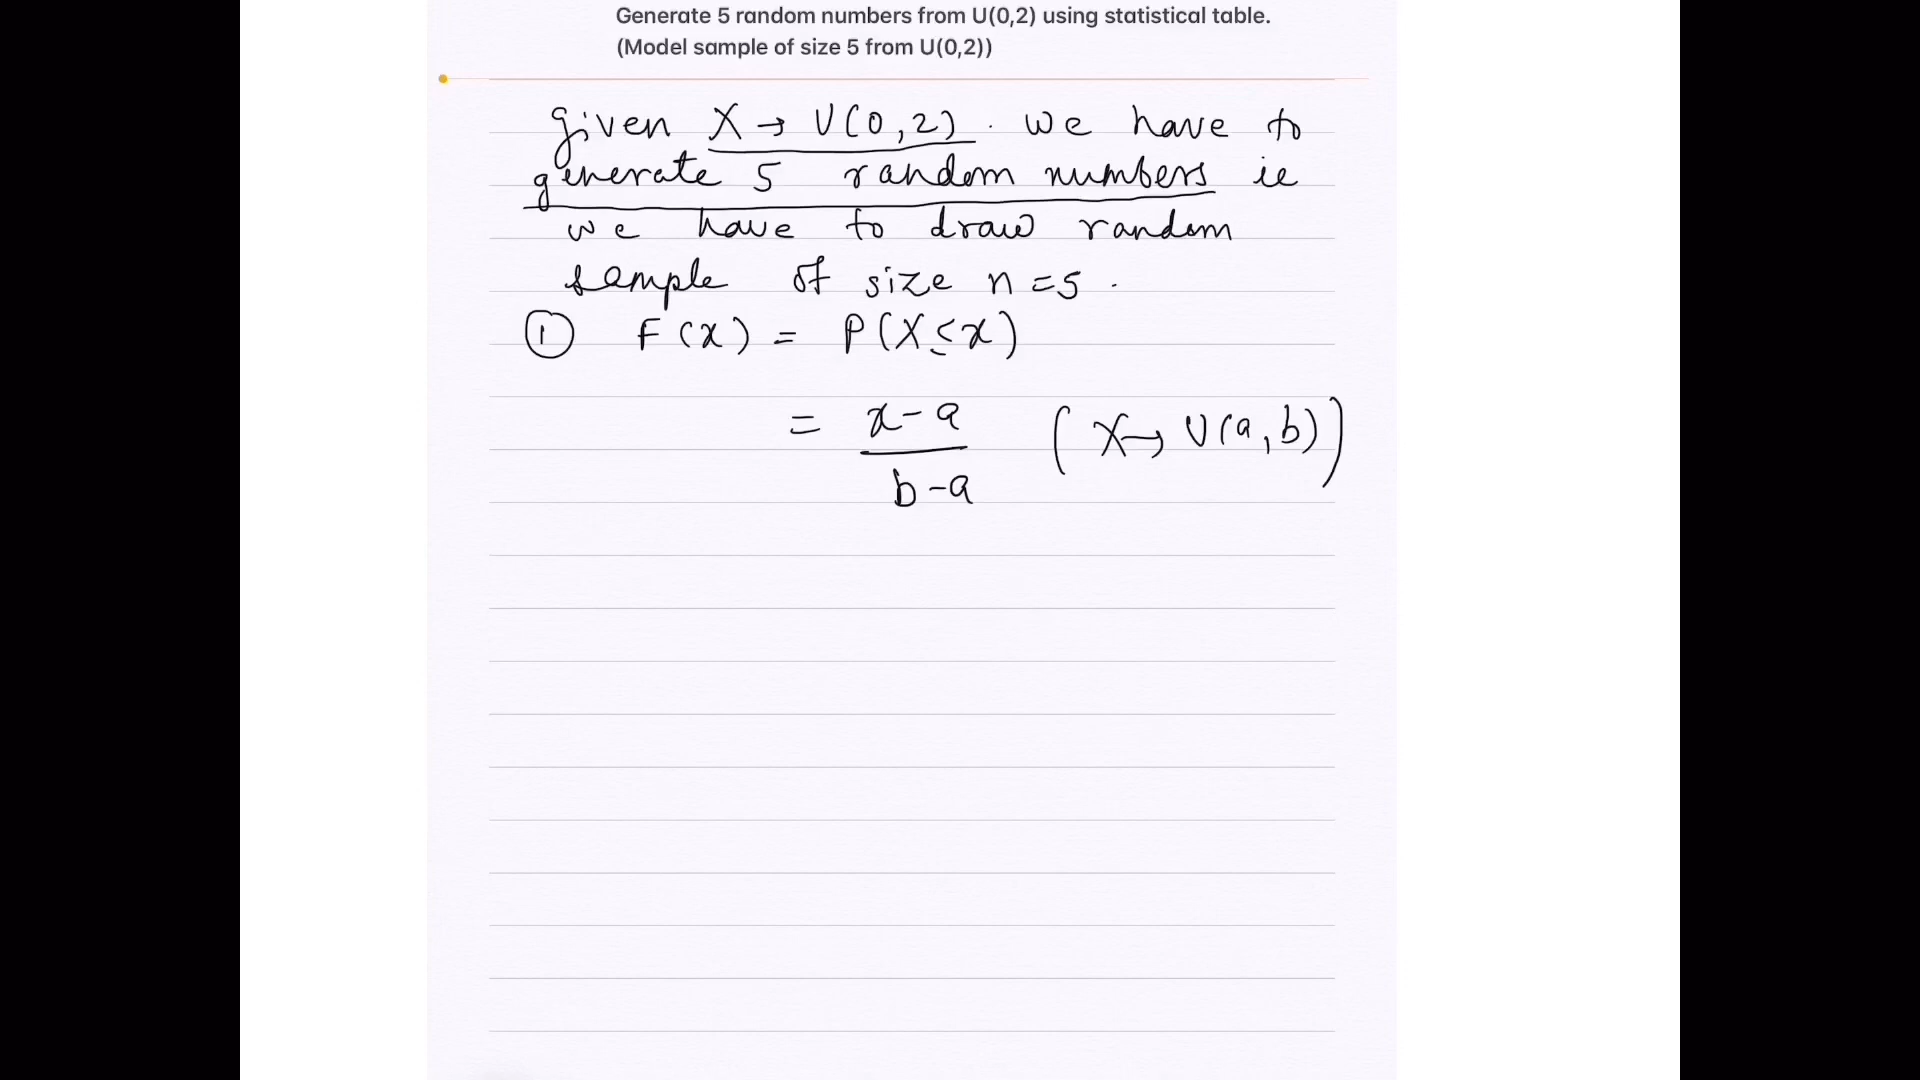 Generate 5 random numbers from U(0,2) using statistical table.
(Model sample of size 5 from U(0,2))
given X → U(0,2). we have to
generate 5 random numbers ie
we have to draw random
sample of size n=5.
① F(x) = P(X≤x)
= x-a / b-a (X→ U(a,b))